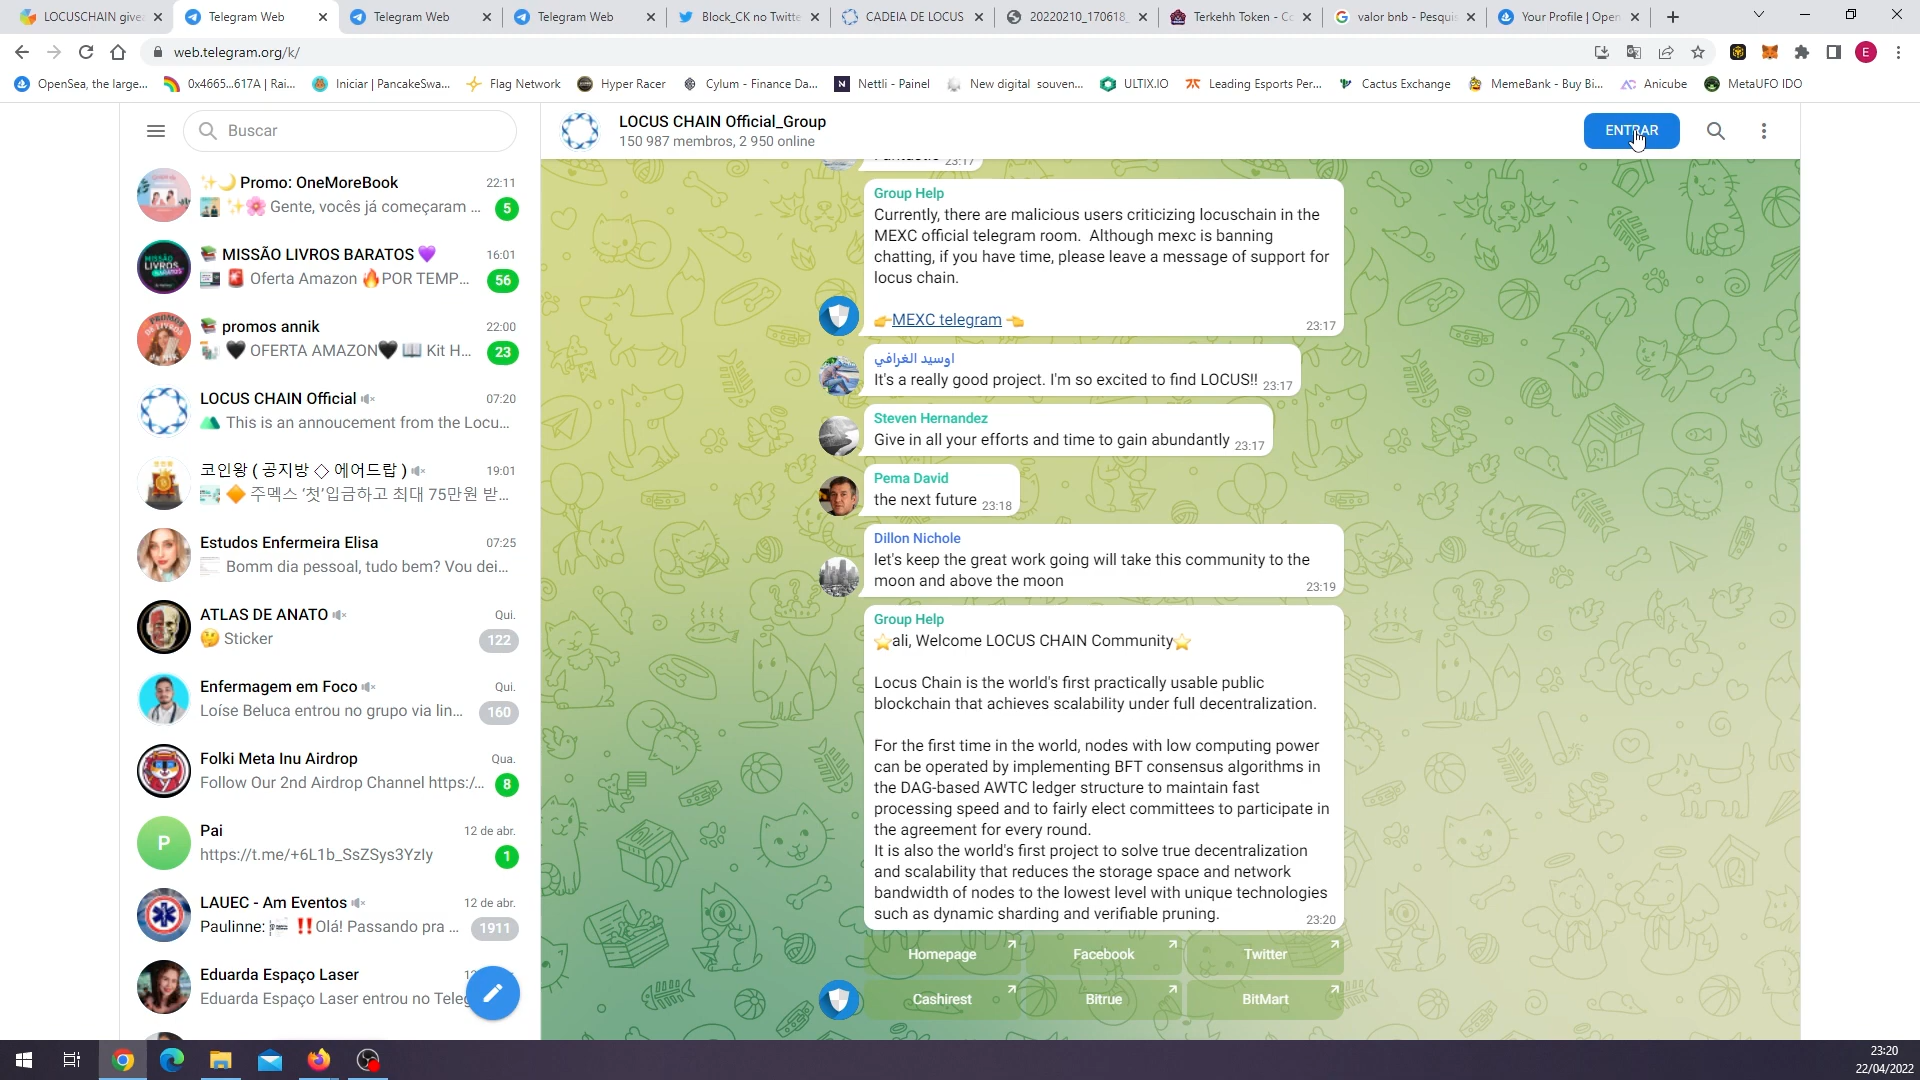 LOCUSCHAIN give
Telegram Web
Telegram Web
Telegram Web
Block_CK no Twitte
CADEIA DE LOCUS
20220210_170618
Terkehh Token - Co
valor bnb - Pesquis
Your Profile | Open
web.telegram.org/k/
E
OpenSea, the large...
0x4665...617A | Rai...
Iniciar | PancakeSwa...
Flag Network
Hyper Racer
Cylum - Finance Da...
Nettli - Painel
New digital souven...
ULTIX.IO
Leading Esports Per...
Cactus Exchange
MemeBank - Buy Bi...
Anicube
MetaUFO IDO
Buscar
✨🌙 Promo: OneMoreBook 22:11
✨🌸 Gente, vocês já começaram ... 5
📚 MISSÃO LIVROS BARATOS 💜 16:01
🚨 Oferta Amazon 🔥POR TEMP... 56
📚 promos annik 22:00
🖤 OFERTA AMAZON🖤 📖 Kit H... 23
LOCUS CHAIN Official 07:20
This is an annoucement from the Locu...
코인왕 ( 공지방 ◇ 에어드랍 ) 19:01
🔶 주멕스 ‘첫’입금하고 최대 75만원 받...
Estudos Enfermeira Elisa 07:25
Bomm dia pessoal, tudo bem? Vou dei...
ATLAS DE ANATO Qui.
🤔 Sticker 122
Enfermagem em Foco Qui.
Loíse Beluca entrou no grupo via lin... 160
Folki Meta Inu Airdrop Qua.
Follow Our 2nd Airdrop Channel https:/... 8
P
Pai 12 de abr.
https://t.me/+6L1b_SsZSys3YzIy 1
LAUEC - Am Eventos 12 de abr.
Paulinne: ‼️Olá! Passando pra ... 1911
Eduarda Espaço Laser
Eduarda Espaço Laser entrou no Teleg
LOCUS CHAIN Official_Group
150 987 membros, 2 950 online
ENTRAR
23:17
Group Help
Currently, there are malicious users criticizing locuschain in the
MEXC official telegram room. Although mexc is banning
chatting, if you have time, please leave a message of support for
locus chain.
👉MEXC telegram 👈
23:17
اوسيد الغرافي
It's a really good project. I'm so excited to find LOCUS!! 23:17
Steven Hernandez
Give in all your efforts and time to gain abundantly 23:17
Pema David
the next future 23:18
Dillon Nichole
let's keep the great work going will take this community to the
moon and above the moon 23:19
Group Help
⭐ali, Welcome LOCUS CHAIN Community⭐
Locus Chain is the world's first practically usable public
blockchain that achieves scalability under full decentralization.
For the first time in the world, nodes with low computing power
can be operated by implementing BFT consensus algorithms in
the DAG-based AWTC ledger structure to maintain fast
processing speed and to fairly elect committees to participate in
the agreement for every round.
It is also the world's first project to solve true decentralization
and scalability that reduces the storage space and network
bandwidth of nodes to the lowest level with unique technologies
such as dynamic sharding and verifiable pruning. 23:20
Homepage
Facebook
Twitter
Cashirest
Bitrue
BitMart
23:20
22/04/2022